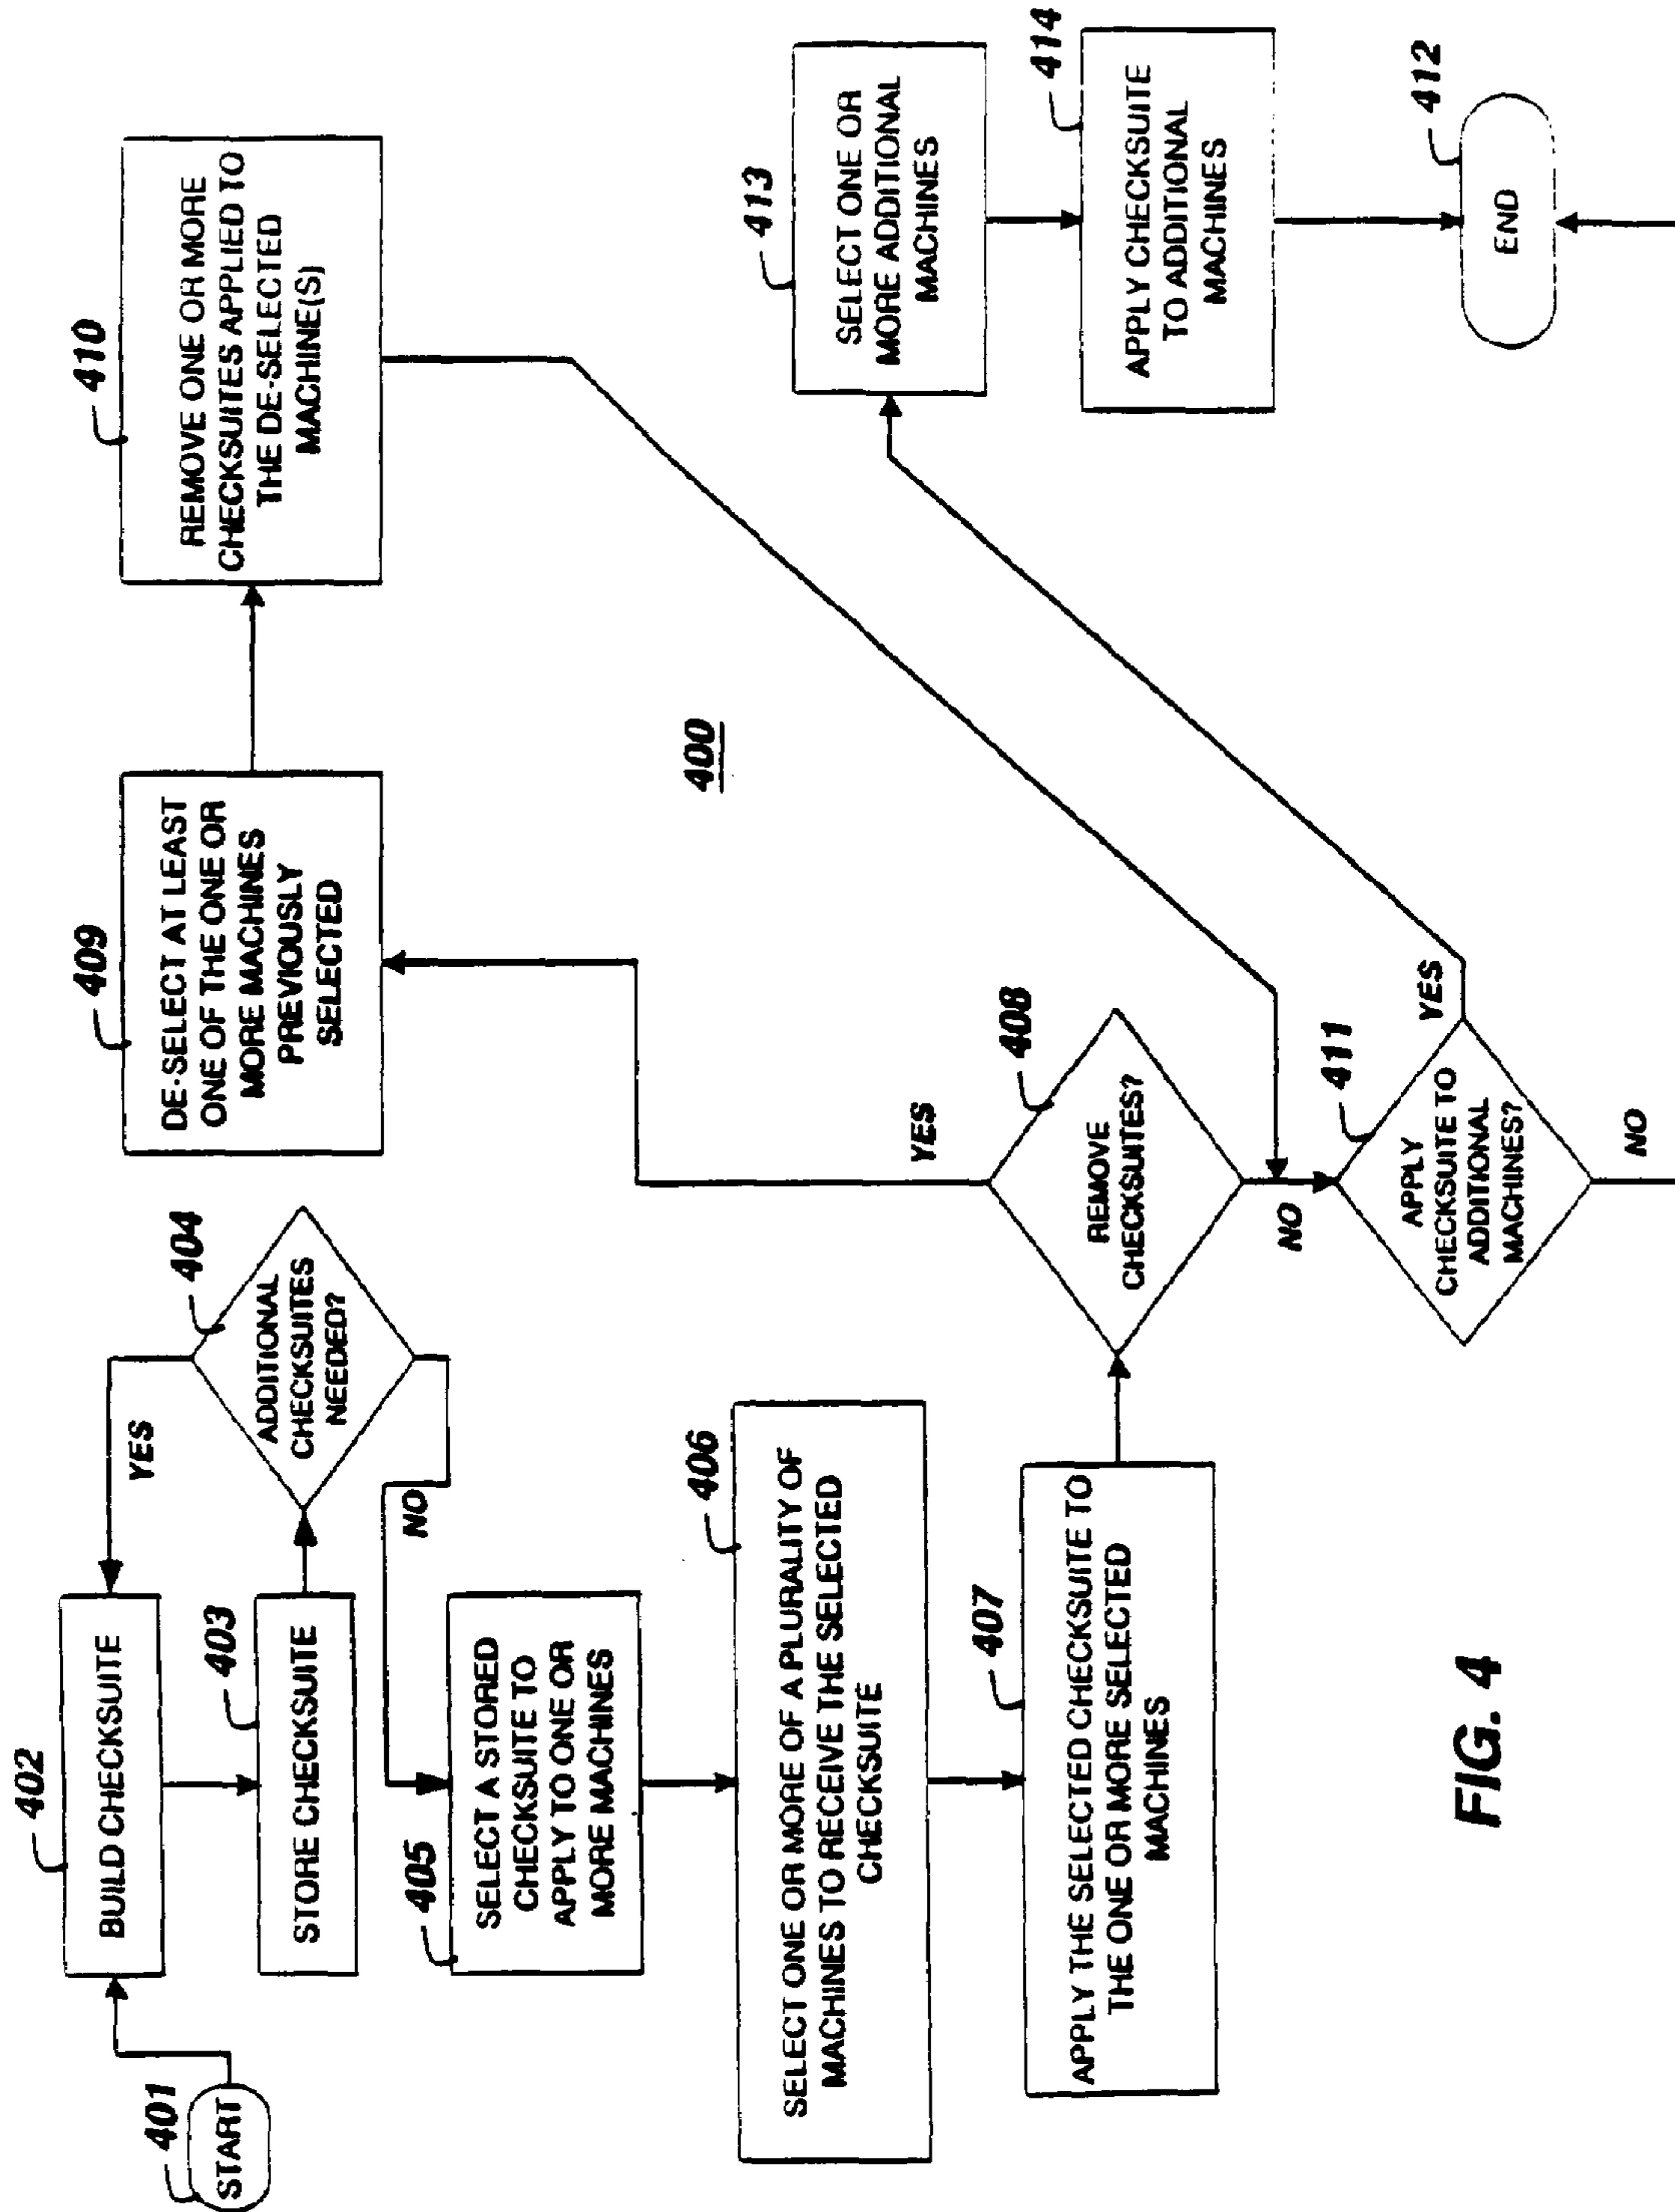 401
START
402
BUILD CHECKSUITE
403
STORE CHECKSUITE
404
ADDITIONAL
CHECKSUITES
NEEDED?
YES
NO
405
SELECT A STORED
CHECKSUITE TO
APPLY TO ONE OR
MORE MACHINES
406
SELECT ONE OR MORE OF A PLURALITY OF
MACHINES TO RECEIVE THE SELECTED
CHECKSUITE
407
APPLY THE SELECTED CHECKSUITE TO
THE ONE OR MORE SELECTED
MACHINES
408
REMOVE
CHECKSUITES?
YES
NO
409
DE-SELECT AT LEAST
ONE OF THE ONE OR
MORE MACHINES
PREVIOUSLY
SELECTED
410
REMOVE ONE OR MORE
CHECKSUITES APPLIED TO
THE DE-SELECTED
MACHINE(S)
400
411
APPLY
CHECKSUITE TO
ADDITIONAL
MACHINES?
YES
NO
413
SELECT ONE OR
MORE ADDITIONAL
MACHINES
414
APPLY CHECKSUITE
TO ADDITIONAL
MACHINES
412
END
FIG. 4